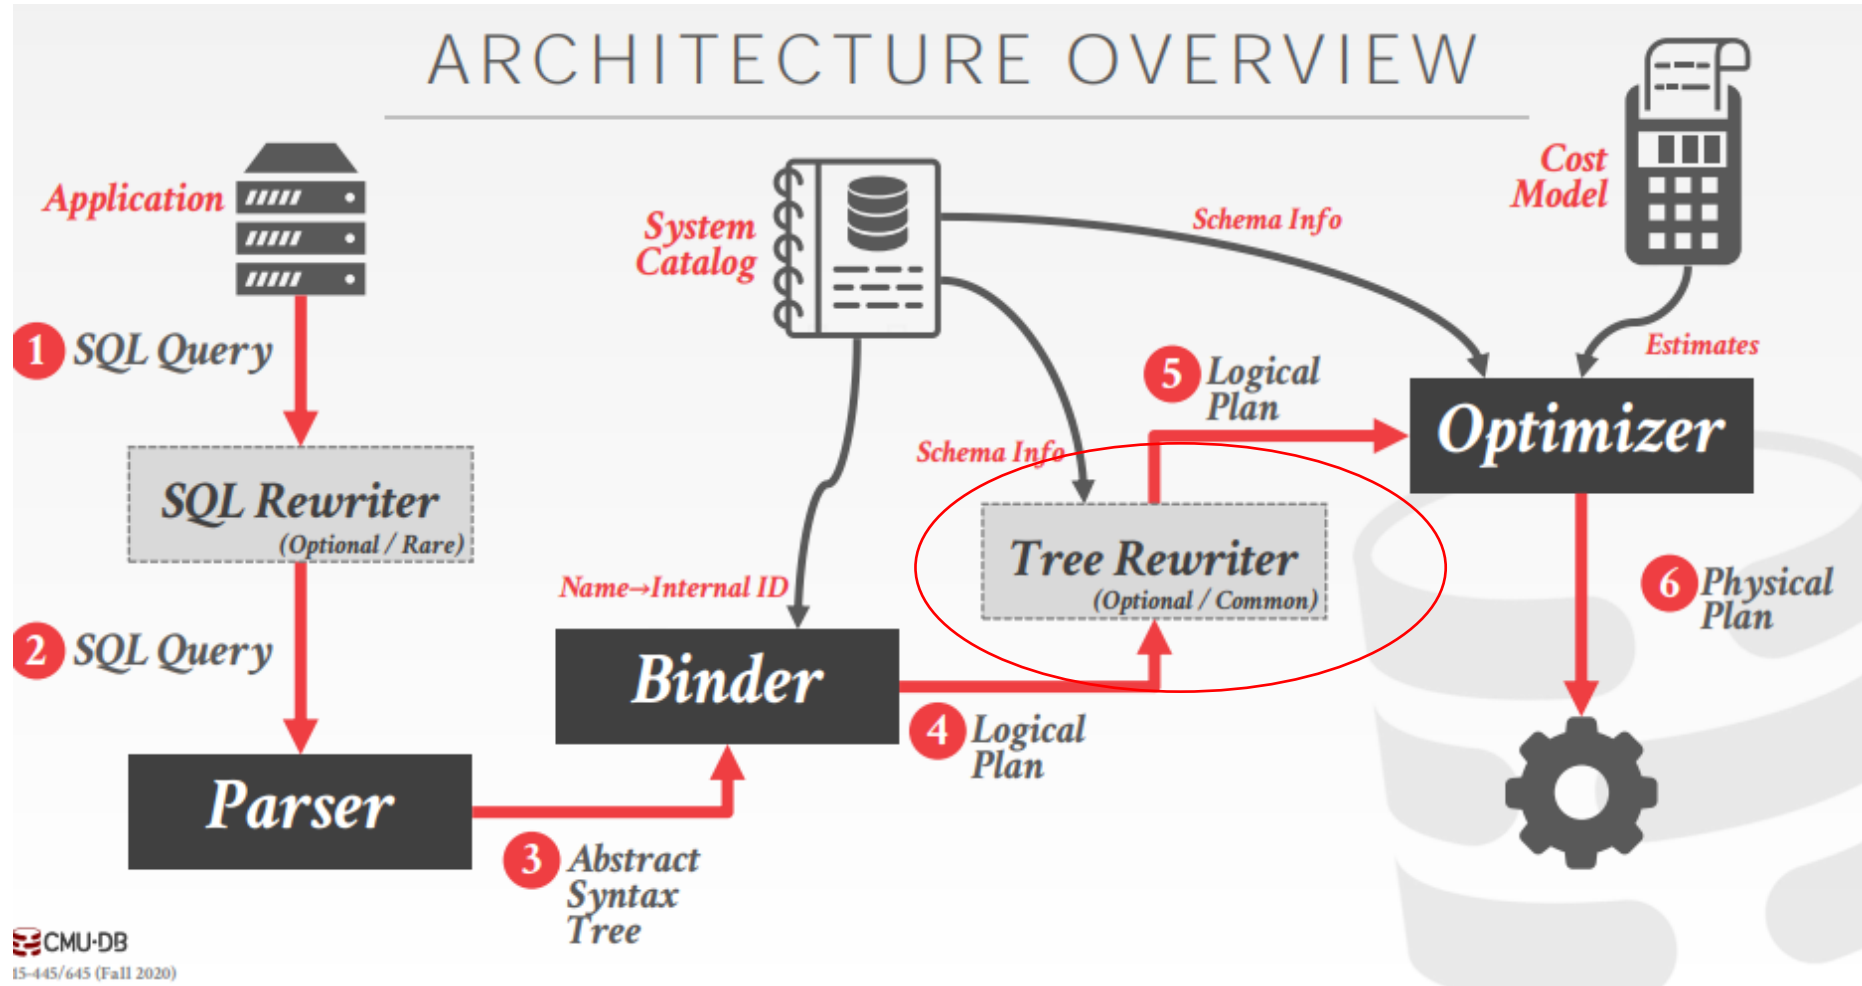 ARCHITECTURE OVERVIEW
Application
1 SQL Query
SQL Rewriter
(Optional / Rare)
2 SQL Query
Parser
3 Abstract
Syntax
Tree
System
Catalog
Name→Internal ID
Binder
4 Logical
Plan
Schema Info
Tree Rewriter
(Optional / Common)
5 Logical
Plan
Schema Info
Cost
Model
Estimates
Optimizer
6 Physical
Plan
CMU·DB
15-445/645 (Fall 2020)